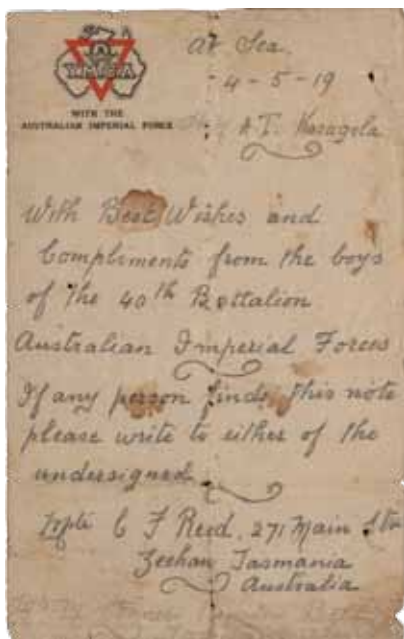 YMCA
WITH THE
AUSTRALIAN IMPERIAL FORCE
At Sea.
4-5-19
A.T. Karagola
With Best Wishes and
Compliments from the boys
of the 40th Battalion
Australian Imperial Forces
If any person finds this note
please write to either of the
undersigned
C F Reed, 271 Main Str
Zeehan Tasmania
Australia